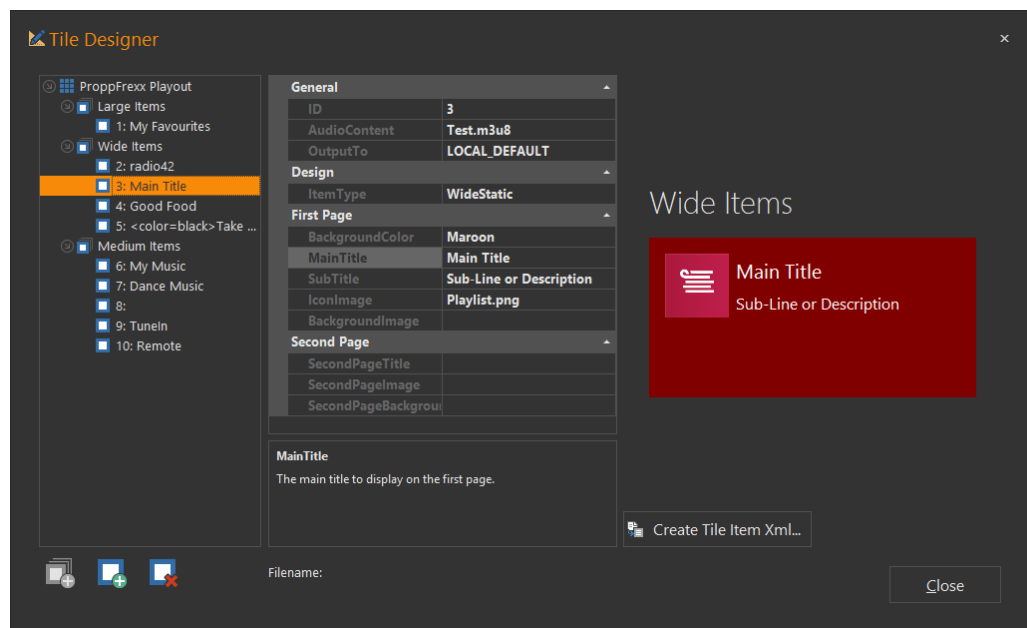 Tile Designer
×
ProppFrexx Playout
Large Items
1: My Favourites
Wide Items
2: radio42
3: Main Title
4: Good Food
5: <color=black>Take ...
Medium Items
6: My Music
7: Dance Music
8:
9: TuneIn
10: Remote
General
ID 3
AudioContent Test.m3u8
OutputTo LOCAL_DEFAULT
Design
ItemType WideStatic
First Page
BackgroundColor Maroon
MainTitle Main Title
SubTitle Sub-Line or Description
IconImage Playlist.png
BackgroundImage
Second Page
SecondPageTitle
SecondPageImage
SecondPageBackgrou
MainTitle
The main title to display on the first page.
Wide Items
Main Title
Sub-Line or Description
Create Tile Item Xml...
Filename:
Close